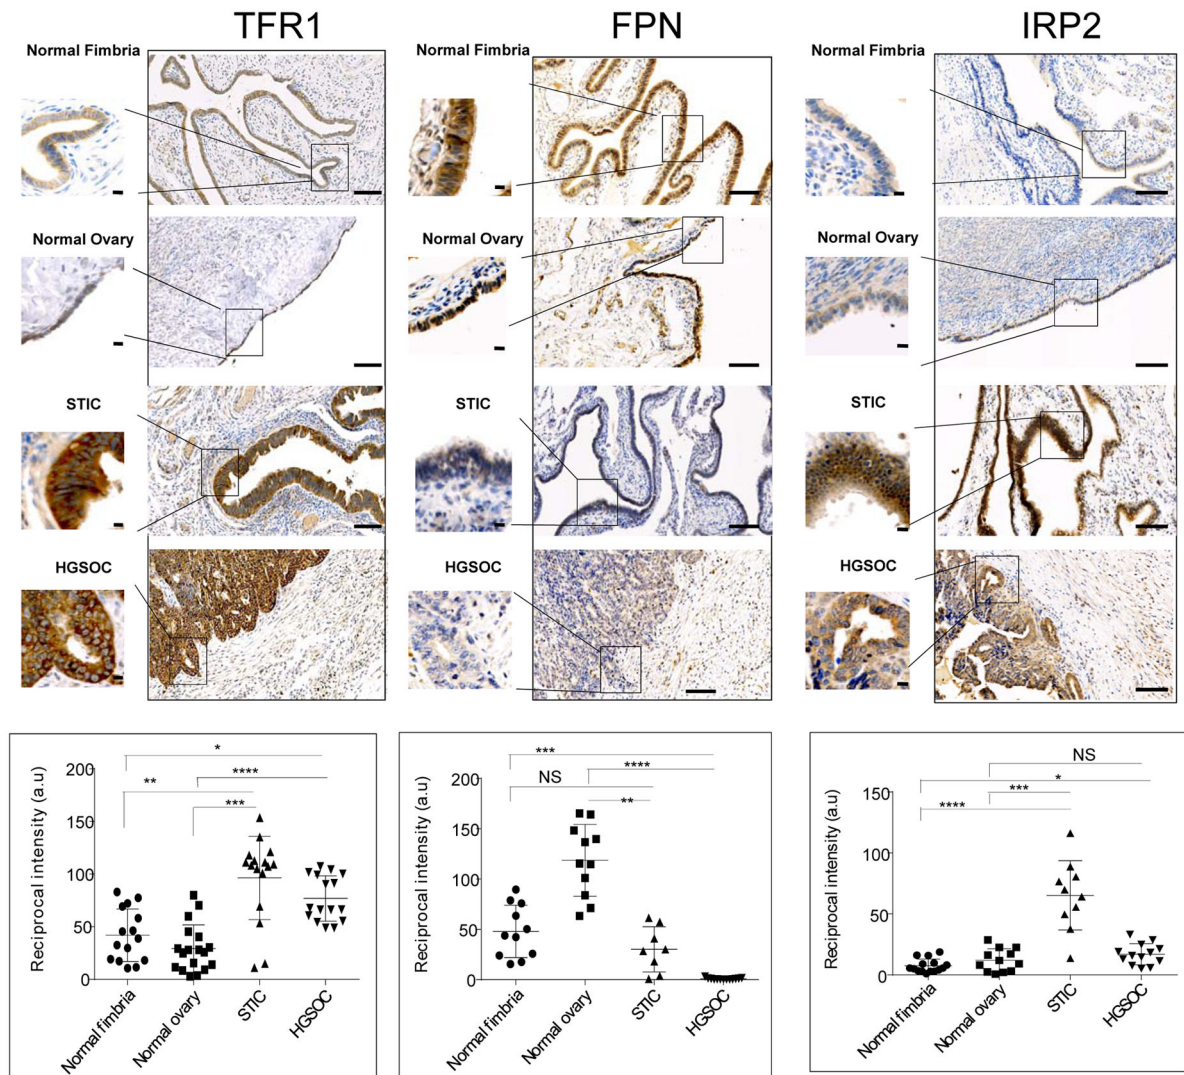 TFR1
FPN
IRP2
Normal Fimbria
Normal Fimbria
Normal Fimbria
Normal Ovary
Normal Ovary
Normal Ovary
STIC
STIC
STIC
HGSOC
HGSOC
HGSOC
Reciprocal intensity (a.u)
200
150
100
50
0
*
**
****
***
Normal fimbria
Normal ovary
STIC
HGSOC
Reciprocal intensity (a.u)
200
150
100
50
0
***
****
NS
**
Normal fimbria
Normal ovary
STIC
HGSOC
Reciprocal intensity (a.u)
150
100
50
0
NS
*
***
****
Normal fimbria
Normal ovary
STIC
HGSOC